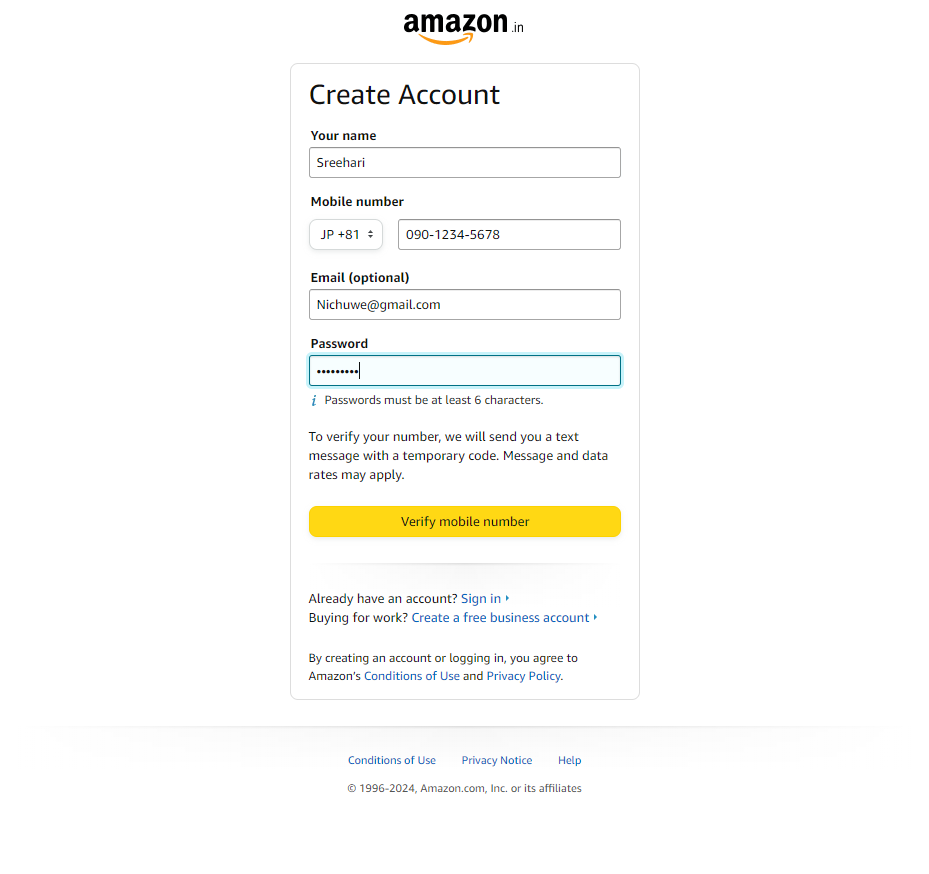 amazon.in
Create Account
Your name
Sreehari
Mobile number
JP +81 090-1234-5678
Email (optional)
Nichuwe@gmail.com
Password
•••••••••
i Passwords must be at least 6 characters.
To verify your number, we will send you a text
message with a temporary code. Message and data
rates may apply.
Verify mobile number
Already have an account? Sign in
Buying for work? Create a free business account
By creating an account or logging in, you agree to
Amazon's Conditions of Use and Privacy Policy.
Conditions of Use Privacy Notice Help
© 1996-2024, Amazon.com, Inc. or its affiliates